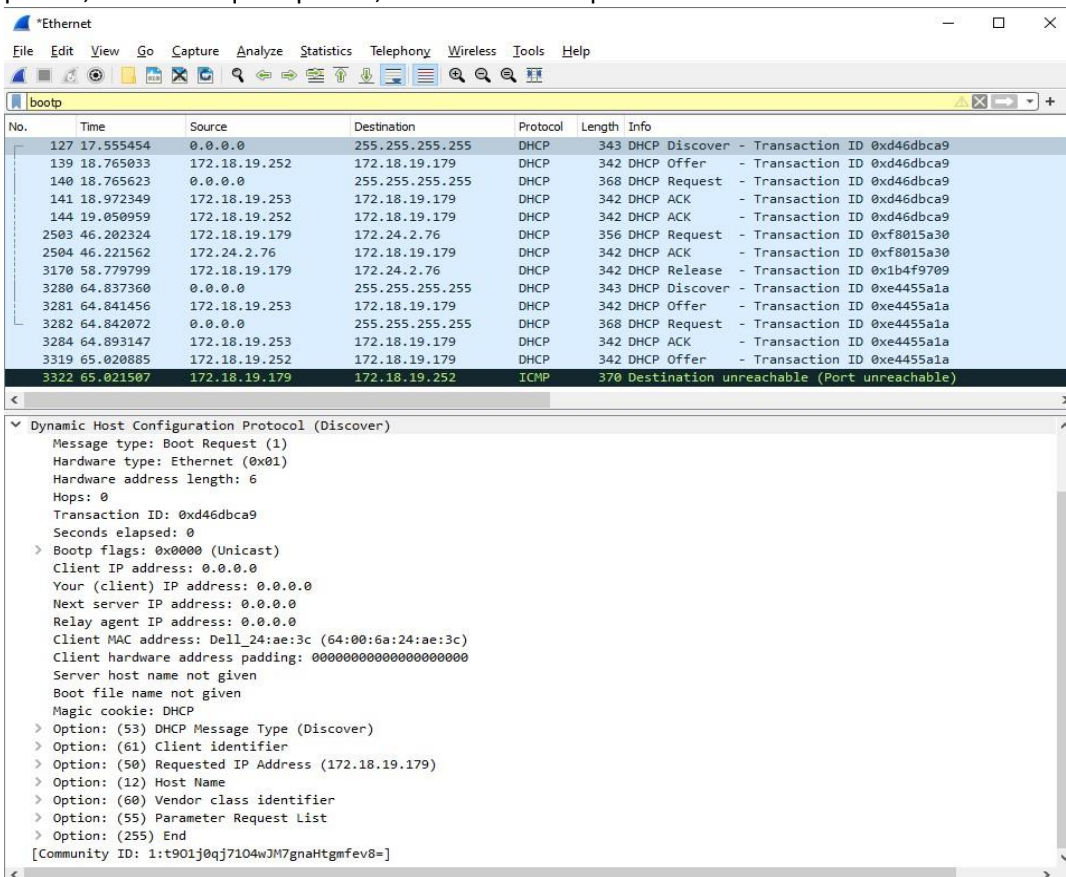 *Ethernet
File Edit View Go Capture Analyze Statistics Telephony Wireless Tools Help
bootp
No. Time Source Destination Protocol Length Info
127 17.555454 0.0.0.0 255.255.255.255 DHCP 343 DHCP Discover - Transaction ID 0xd46dbca9
139 18.765033 172.18.19.252 172.18.19.179 DHCP 342 DHCP Offer - Transaction ID 0xd46dbca9
140 18.765623 0.0.0.0 255.255.255.255 DHCP 368 DHCP Request - Transaction ID 0xd46dbca9
141 18.972349 172.18.19.253 172.18.19.179 DHCP 342 DHCP ACK - Transaction ID 0xd46dbca9
144 19.050959 172.18.19.252 172.18.19.179 DHCP 342 DHCP ACK - Transaction ID 0xd46dbca9
2503 46.202324 172.18.19.179 172.24.2.76 DHCP 356 DHCP Request - Transaction ID 0xf8015a30
2504 46.221562 172.24.2.76 172.18.19.179 DHCP 342 DHCP ACK - Transaction ID 0xf8015a30
3170 58.779799 172.18.19.179 172.24.2.76 DHCP 342 DHCP Release - Transaction ID 0x1b4f9709
3280 64.837360 0.0.0.0 255.255.255.255 DHCP 343 DHCP Discover - Transaction ID 0xe4455a1a
3281 64.841456 172.18.19.253 172.18.19.179 DHCP 342 DHCP Offer - Transaction ID 0xe4455a1a
3282 64.842072 0.0.0.0 255.255.255.255 DHCP 368 DHCP Request - Transaction ID 0xe4455a1a
3284 64.893147 172.18.19.253 172.18.19.179 DHCP 342 DHCP ACK - Transaction ID 0xe4455a1a
3319 65.020885 172.18.19.252 172.18.19.179 DHCP 342 DHCP Offer - Transaction ID 0xe4455a1a
3322 65.021507 172.18.19.179 172.18.19.252 ICMP 370 Destination unreachable (Port unreachable)
Dynamic Host Configuration Protocol (Discover)
Message type: Boot Request (1)
Hardware type: Ethernet (0x01)
Hardware address length: 6
Hops: 0
Transaction ID: 0xd46dbca9
Seconds elapsed: 0
> Bootp flags: 0x0000 (Unicast)
Client IP address: 0.0.0.0
Your (client) IP address: 0.0.0.0
Next server IP address: 0.0.0.0
Relay agent IP address: 0.0.0.0
Client MAC address: Dell_24:ae:3c (64:00:6a:24:ae:3c)
Client hardware address padding: 00000000000000000000
Server host name not given
Boot file name not given
Magic cookie: DHCP
> Option: (53) DHCP Message Type (Discover)
> Option: (61) Client identifier
> Option: (50) Requested IP Address (172.18.19.179)
> Option: (12) Host Name
> Option: (60) Vendor class identifier
> Option: (55) Parameter Request List
> Option: (255) End
[Community ID: 1:t9O1j0qj71O4wJM7gnaHtgmfev8=]